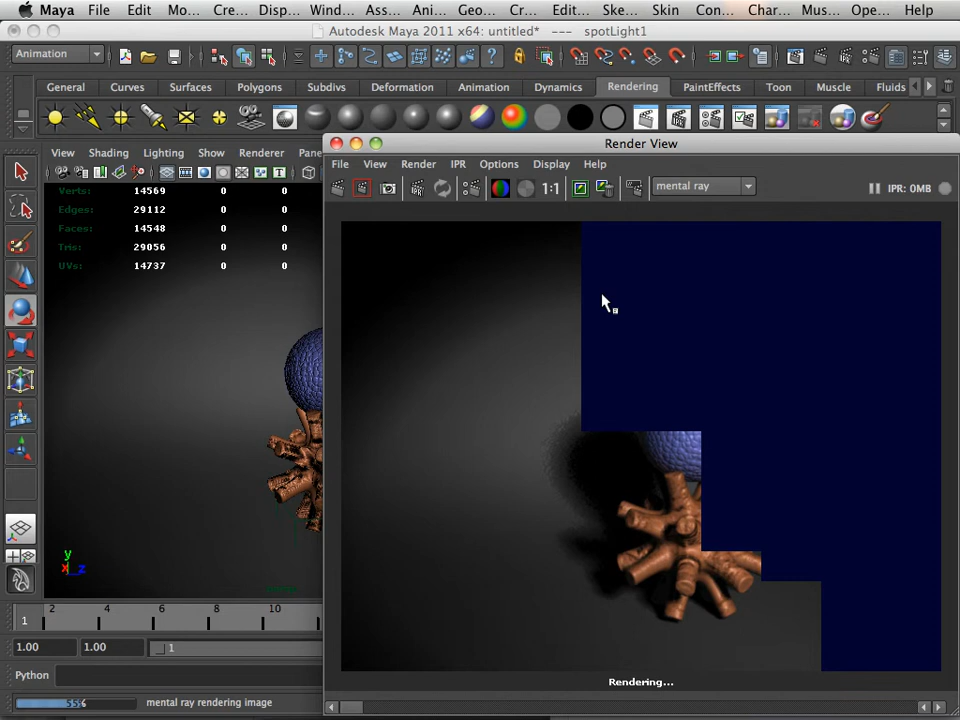 Maya File Edit Mo... Cre... Disp... Wind... Ass... Ani... Geo... Cr... Edit... Ske... Skin Con... Char... Mus... Ope... Help
Autodesk Maya 2011 x64: untitled* --- spotLight1
Animation
General Curves Surfaces Polygons Subdivs Deformation Animation Dynamics Rendering PaintEffects Toon Muscle Fluids
View Shading Lighting Show Renderer Pane
Render View
File View Render IPR Options Display Help
1:1 mental ray IPR: 0MB
Verts: 14569 0 0
Edges: 29112 0 0
Faces: 14548 0 0
Tris: 29056 0 0
UVs: 14737 0 0
y
x z
Rendering...
1 2 4 6 8 10
1.00 1.00 1
Python
55% mental ray rendering image